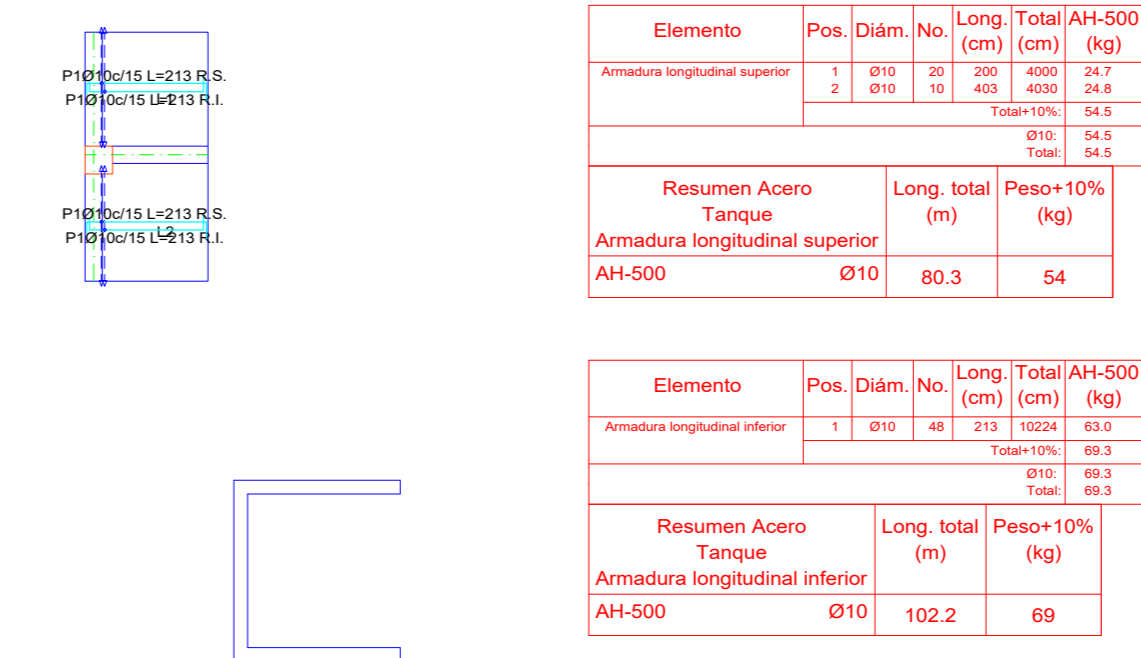 P1Ø10c/15 L=213 R.S.
P1Ø10c/15 L=213 R.I.
L1
P1Ø10c/15 L=213 R.S.
L2
P1Ø10c/15 L=213 R.I.
Elemento Pos. Diám. No. Long. (cm) Total (cm) AH-500 (kg)
Armadura longitudinal superior 1 Ø10 20 200 4000 24.7
2 Ø10 10 403 4030 24.8
Total+10%: 54.5
Ø10: 54.5
Total: 54.5
Resumen Acero Long. total Peso+10%
Tanque (m) (kg)
Armadura longitudinal superior
AH-500 Ø10 80.3 54
Elemento Pos. Diám. No. Long. (cm) Total (cm) AH-500 (kg)
Armadura longitudinal inferior 1 Ø10 48 213 10224 63.0
Total+10%: 69.3
Ø10: 69.3
Total: 69.3
Resumen Acero Long. total Peso+10%
Tanque (m) (kg)
Armadura longitudinal inferior
AH-500 Ø10 102.2 69